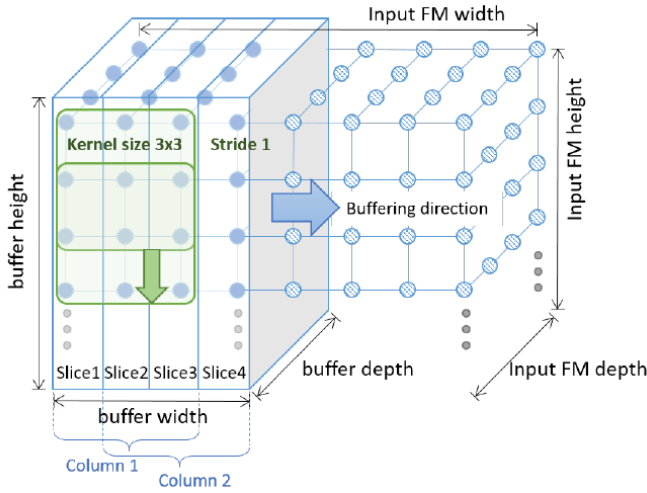 Input FM width
Kernel size 3x3
Stride 1
Input FM height
buffer height
Buffering direction
Slice1
Slice2
Slice3
Slice4
buffer depth
Input FM depth
buffer width
Column 1
Column 2